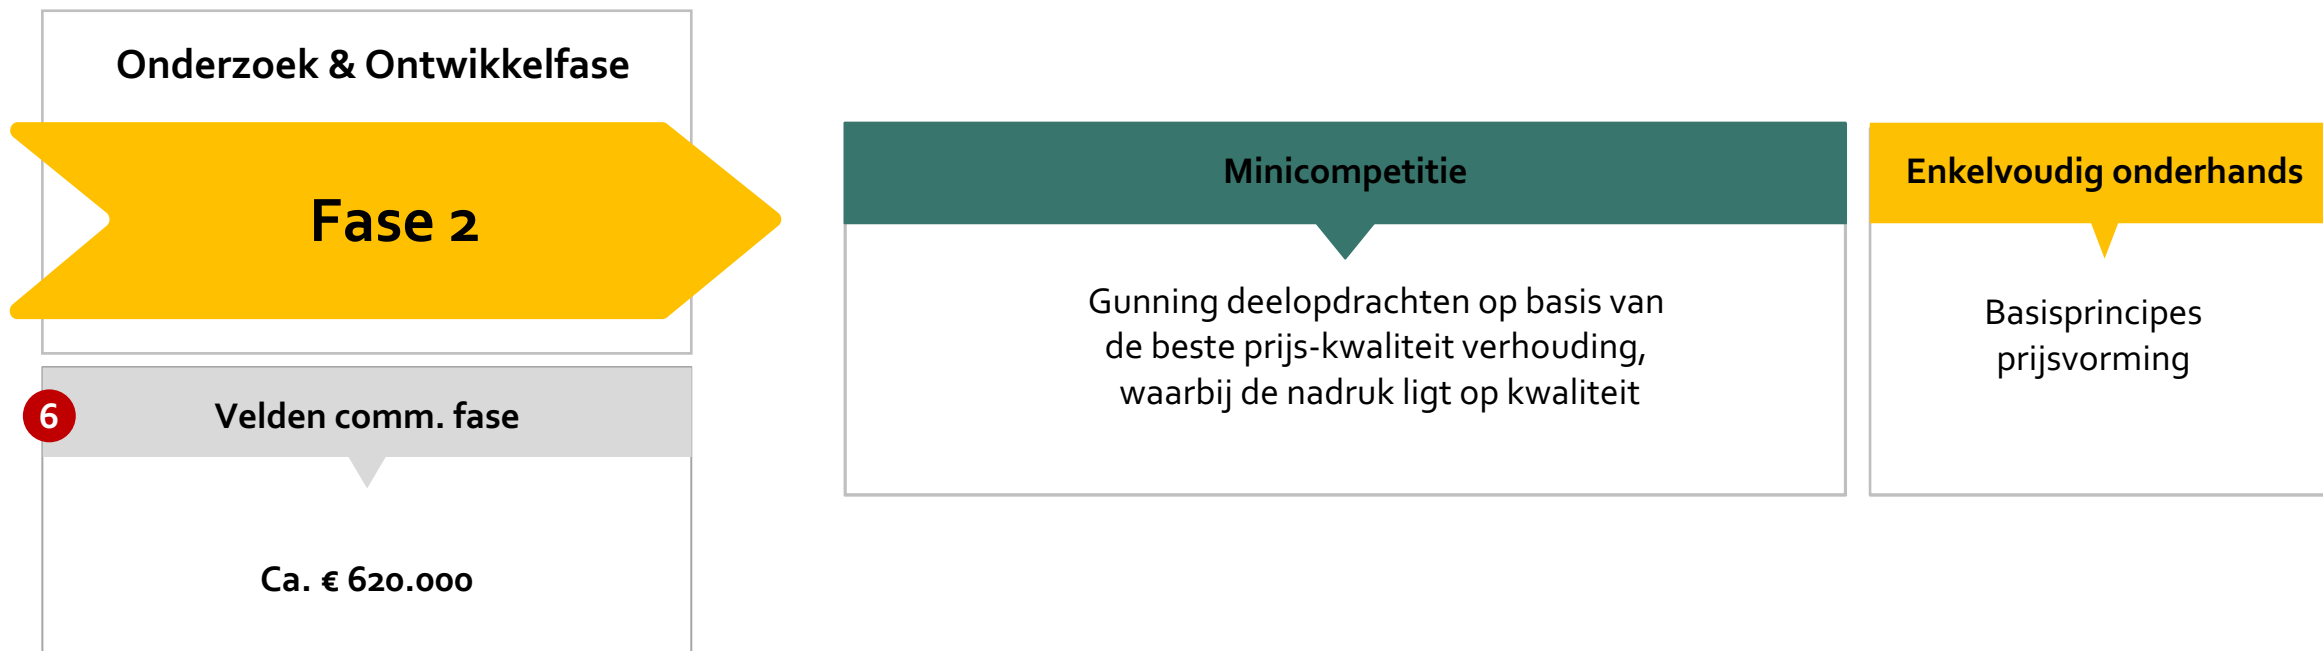 Onderzoek & Ontwikkelfase
Fase 2
6
Velden comm. fase
Ca. € 620.000
Minicompetitie
Gunning deelopdrachten op basis van
de beste prijs-kwaliteit verhouding,
waarbij de nadruk ligt op kwaliteit
Enkelvoudig onderhands
Basisprincipes
prijsvorming